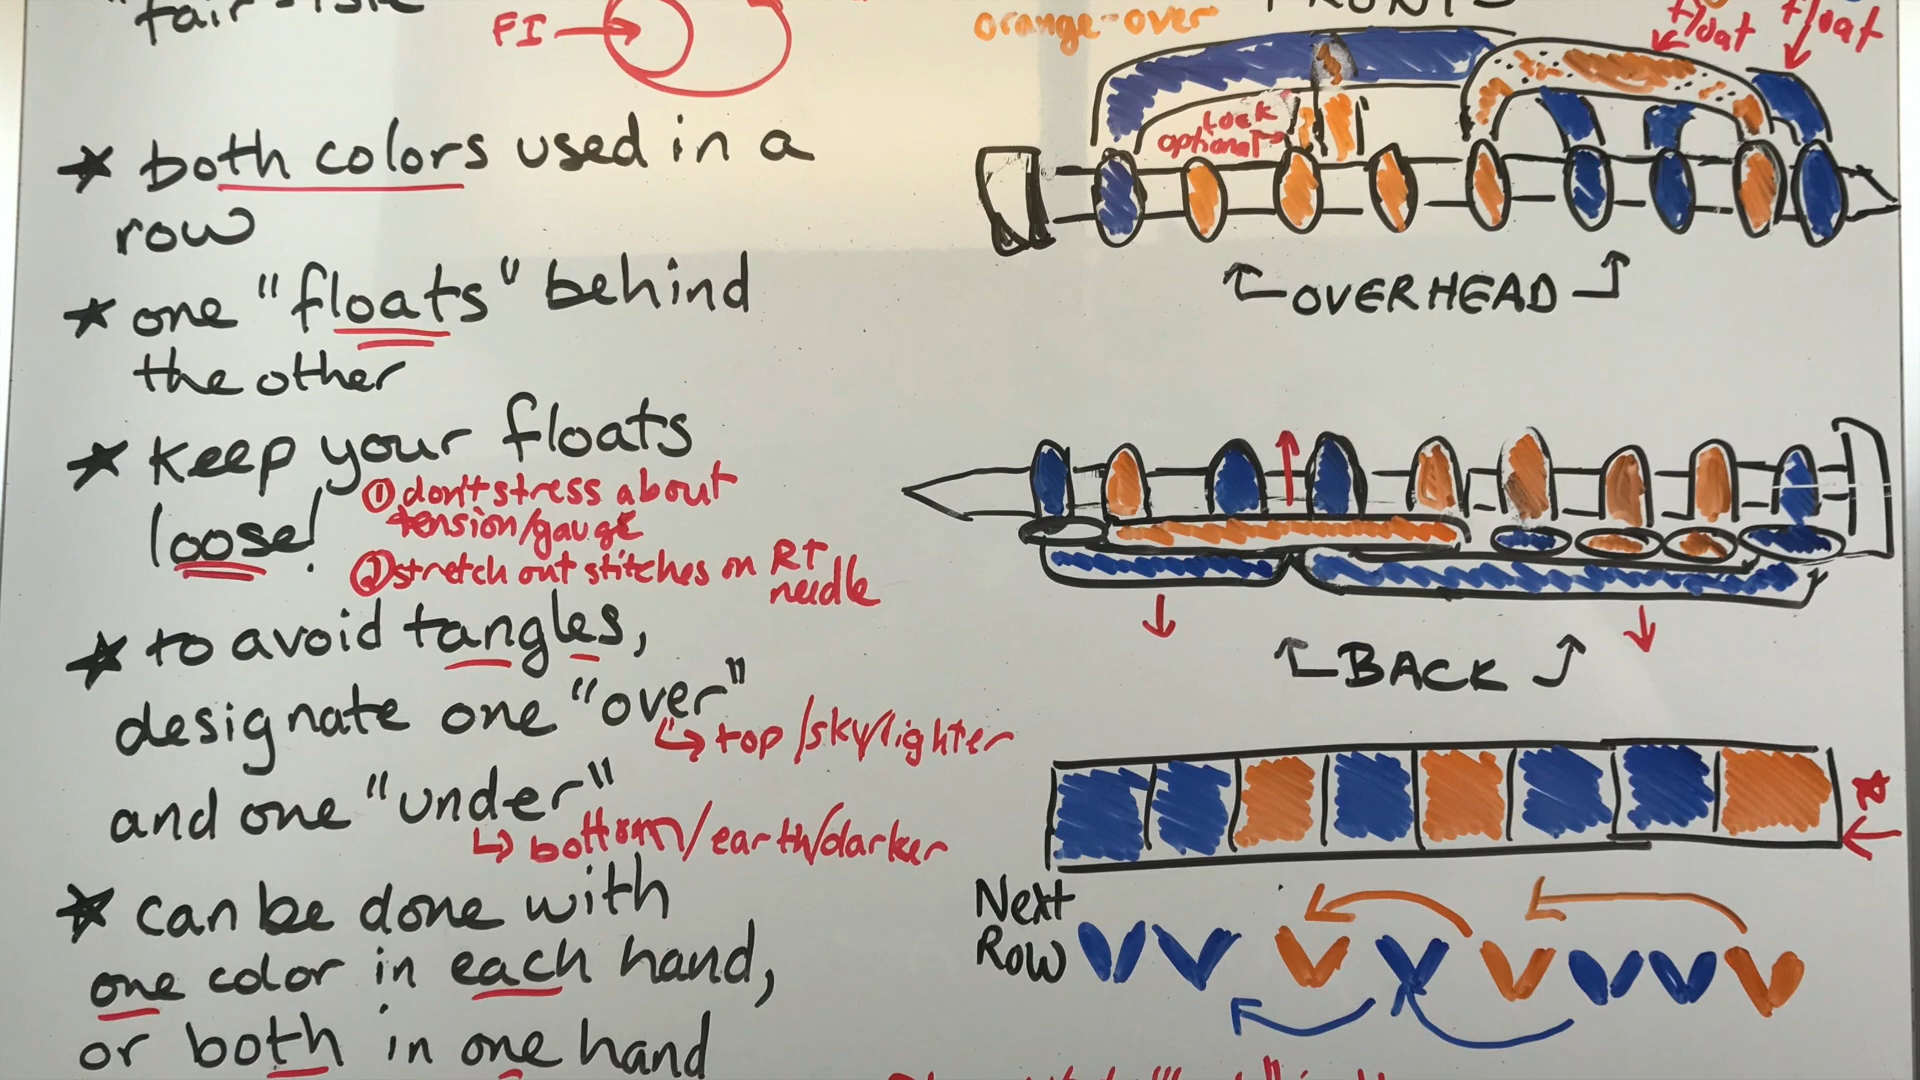 "fair-isle
FI
* both colors used in a
row
* one "floats" behind
the other
* keep your floats
loose!
① don't stress about
tension/gauge
② stretch out stitches on RT
needle
* to avoid tangles,
designate one "over"
↳ top/sky/lighter
and one "under"
↳ bottom/earth/darker
* can be done with
one color in each hand,
or both in one hand
orange-over
FRONT
float
float
lock
optional
OVERHEAD
BACK
Next
Row